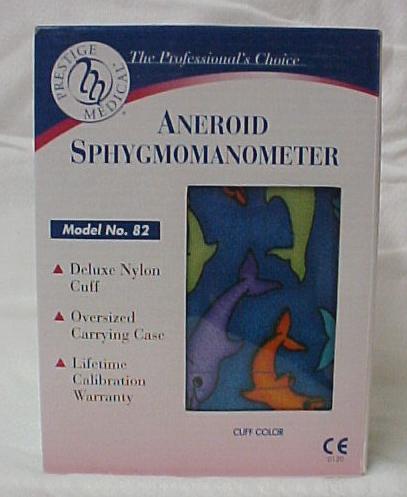 PRESTIGE MEDICAL
The Professional's Choice
ANEROID
SPHYGMOMANOMETER
Model No. 82
▲ Deluxe Nylon
Cuff
▲ Oversized
Carrying Case
▲ Lifetime
Calibration
Warranty
CUFF COLOR
CE
0120